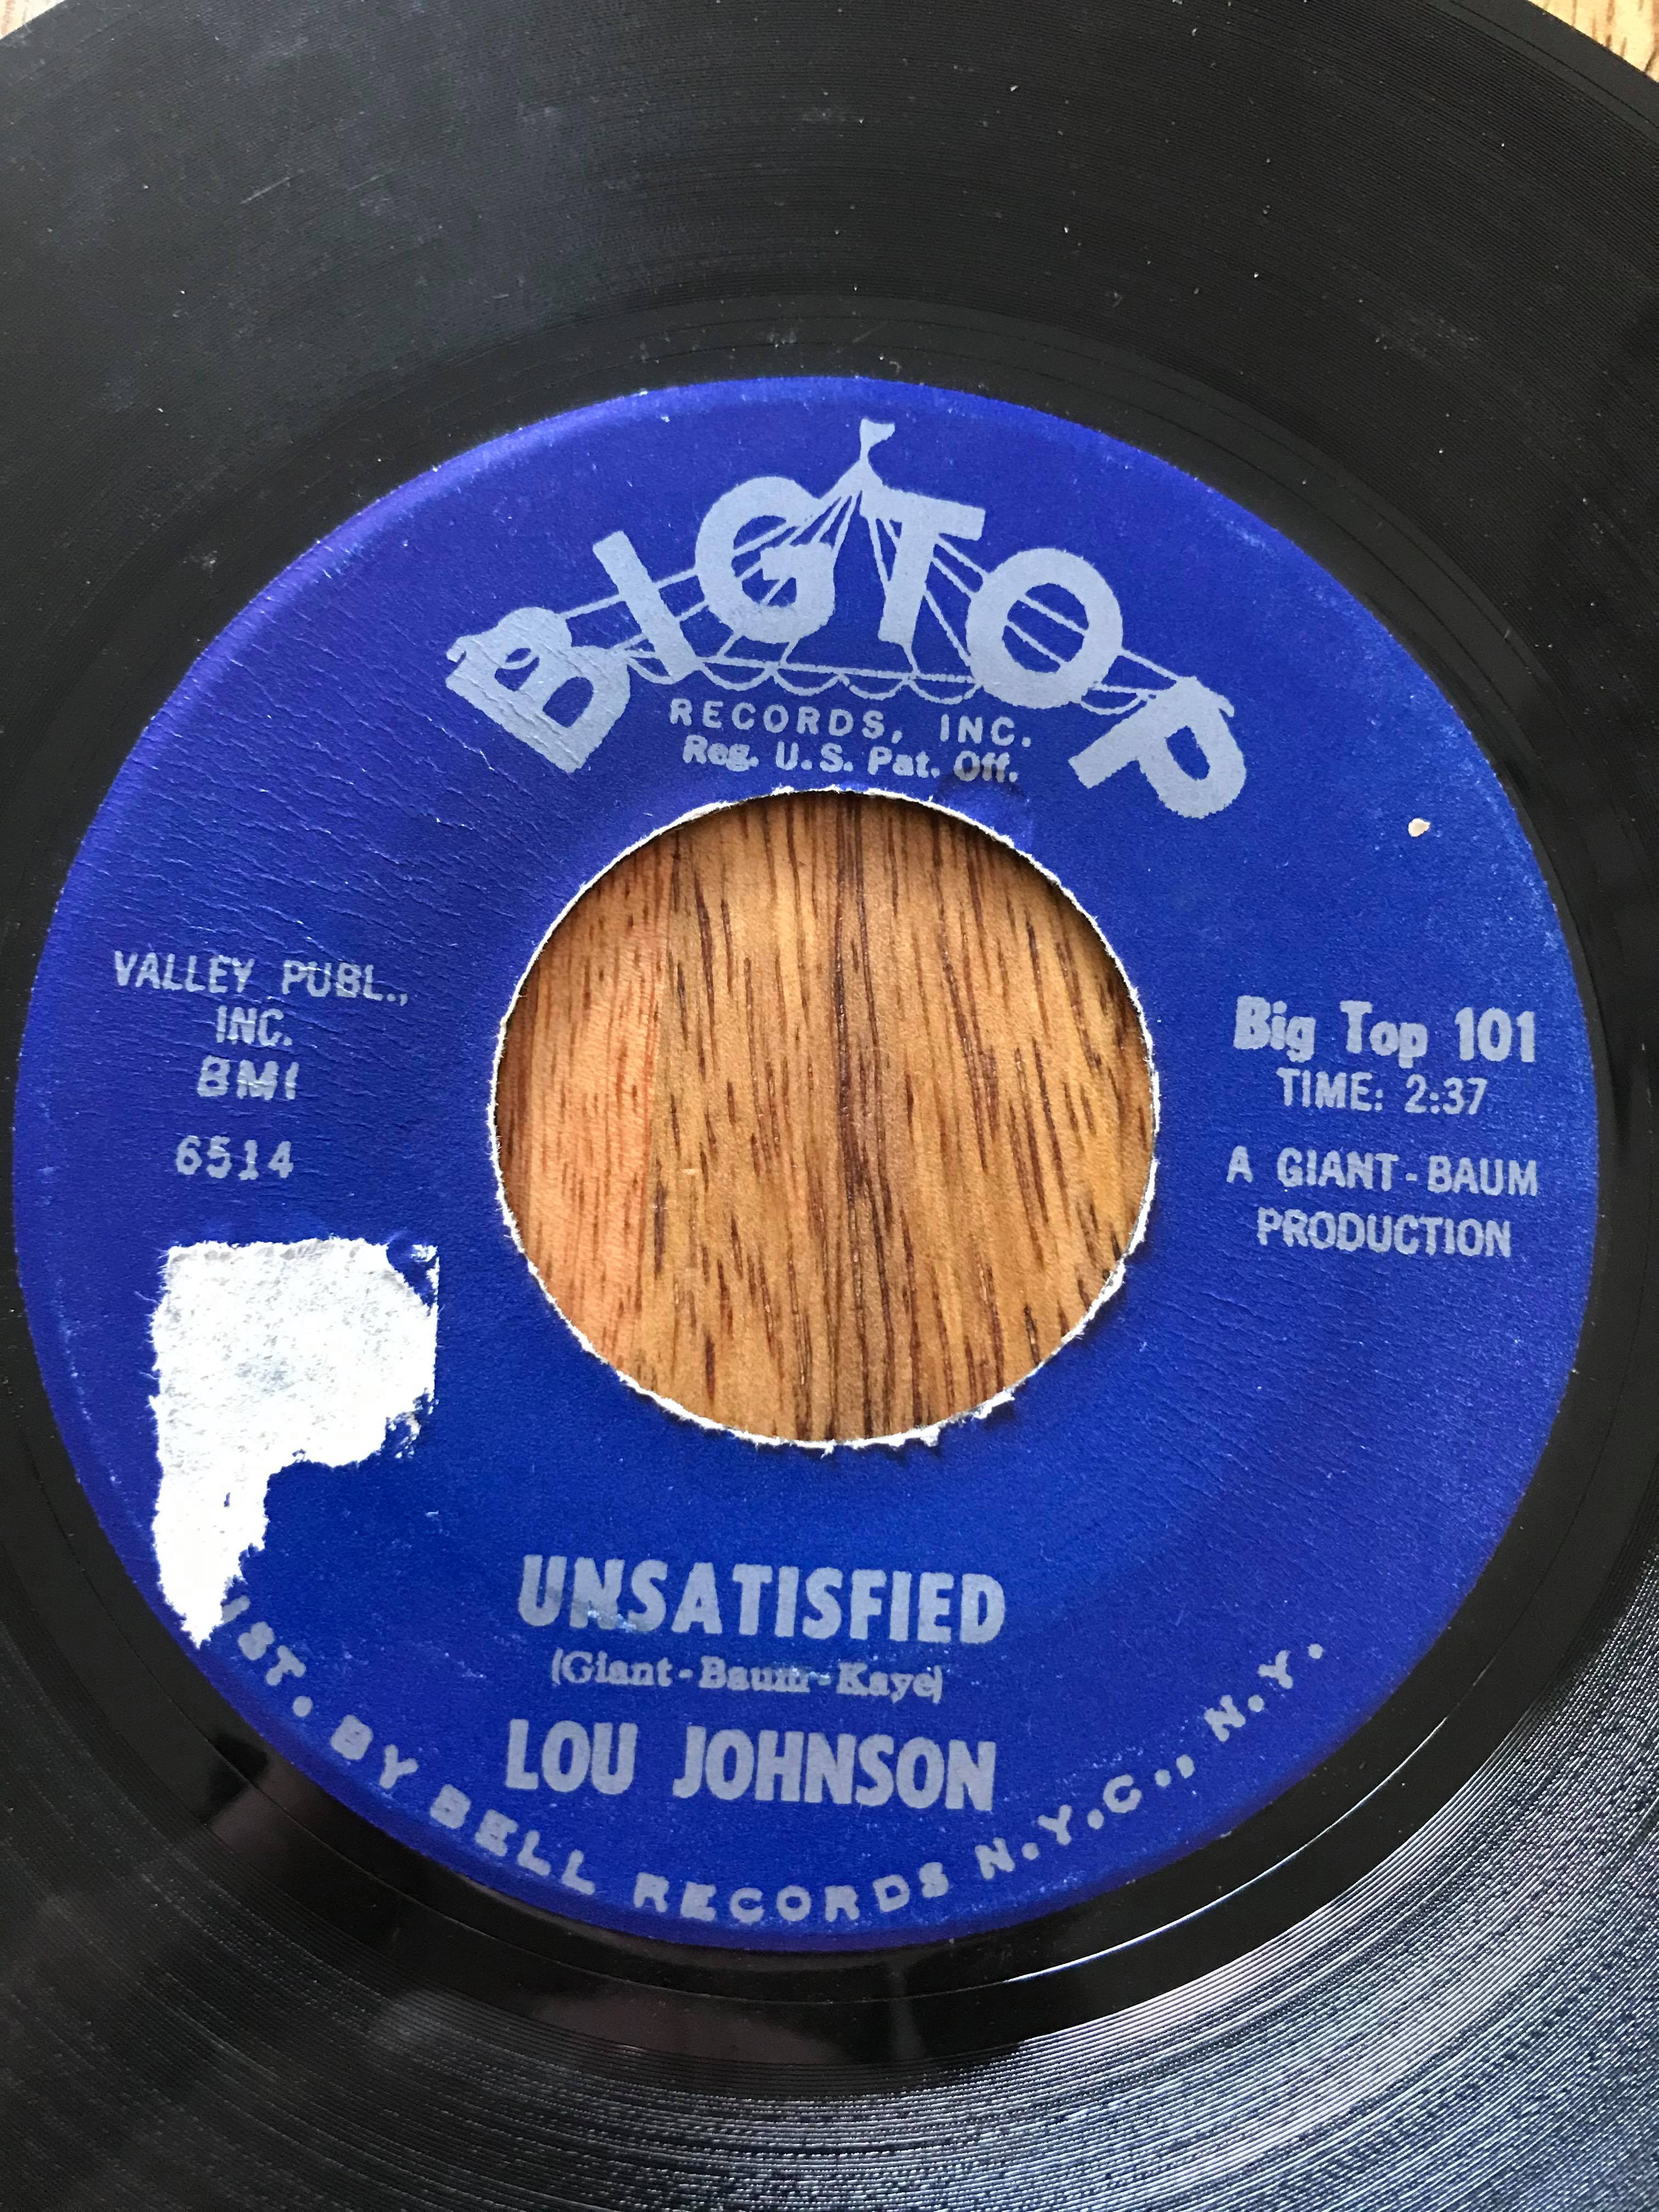 BIGTOP
RECORDS, INC.
Reg. U.S. Pat. Off.
VALLEY PUBL.,
INC.
BMI
6514
Big Top 101
TIME: 2:37
A GIANT-BAUM
PRODUCTION
UNSATISFIED
(Giant-Baum-Kaye)
LOU JOHNSON
IST. BY BELL RECORDS N.Y.C., N.Y.